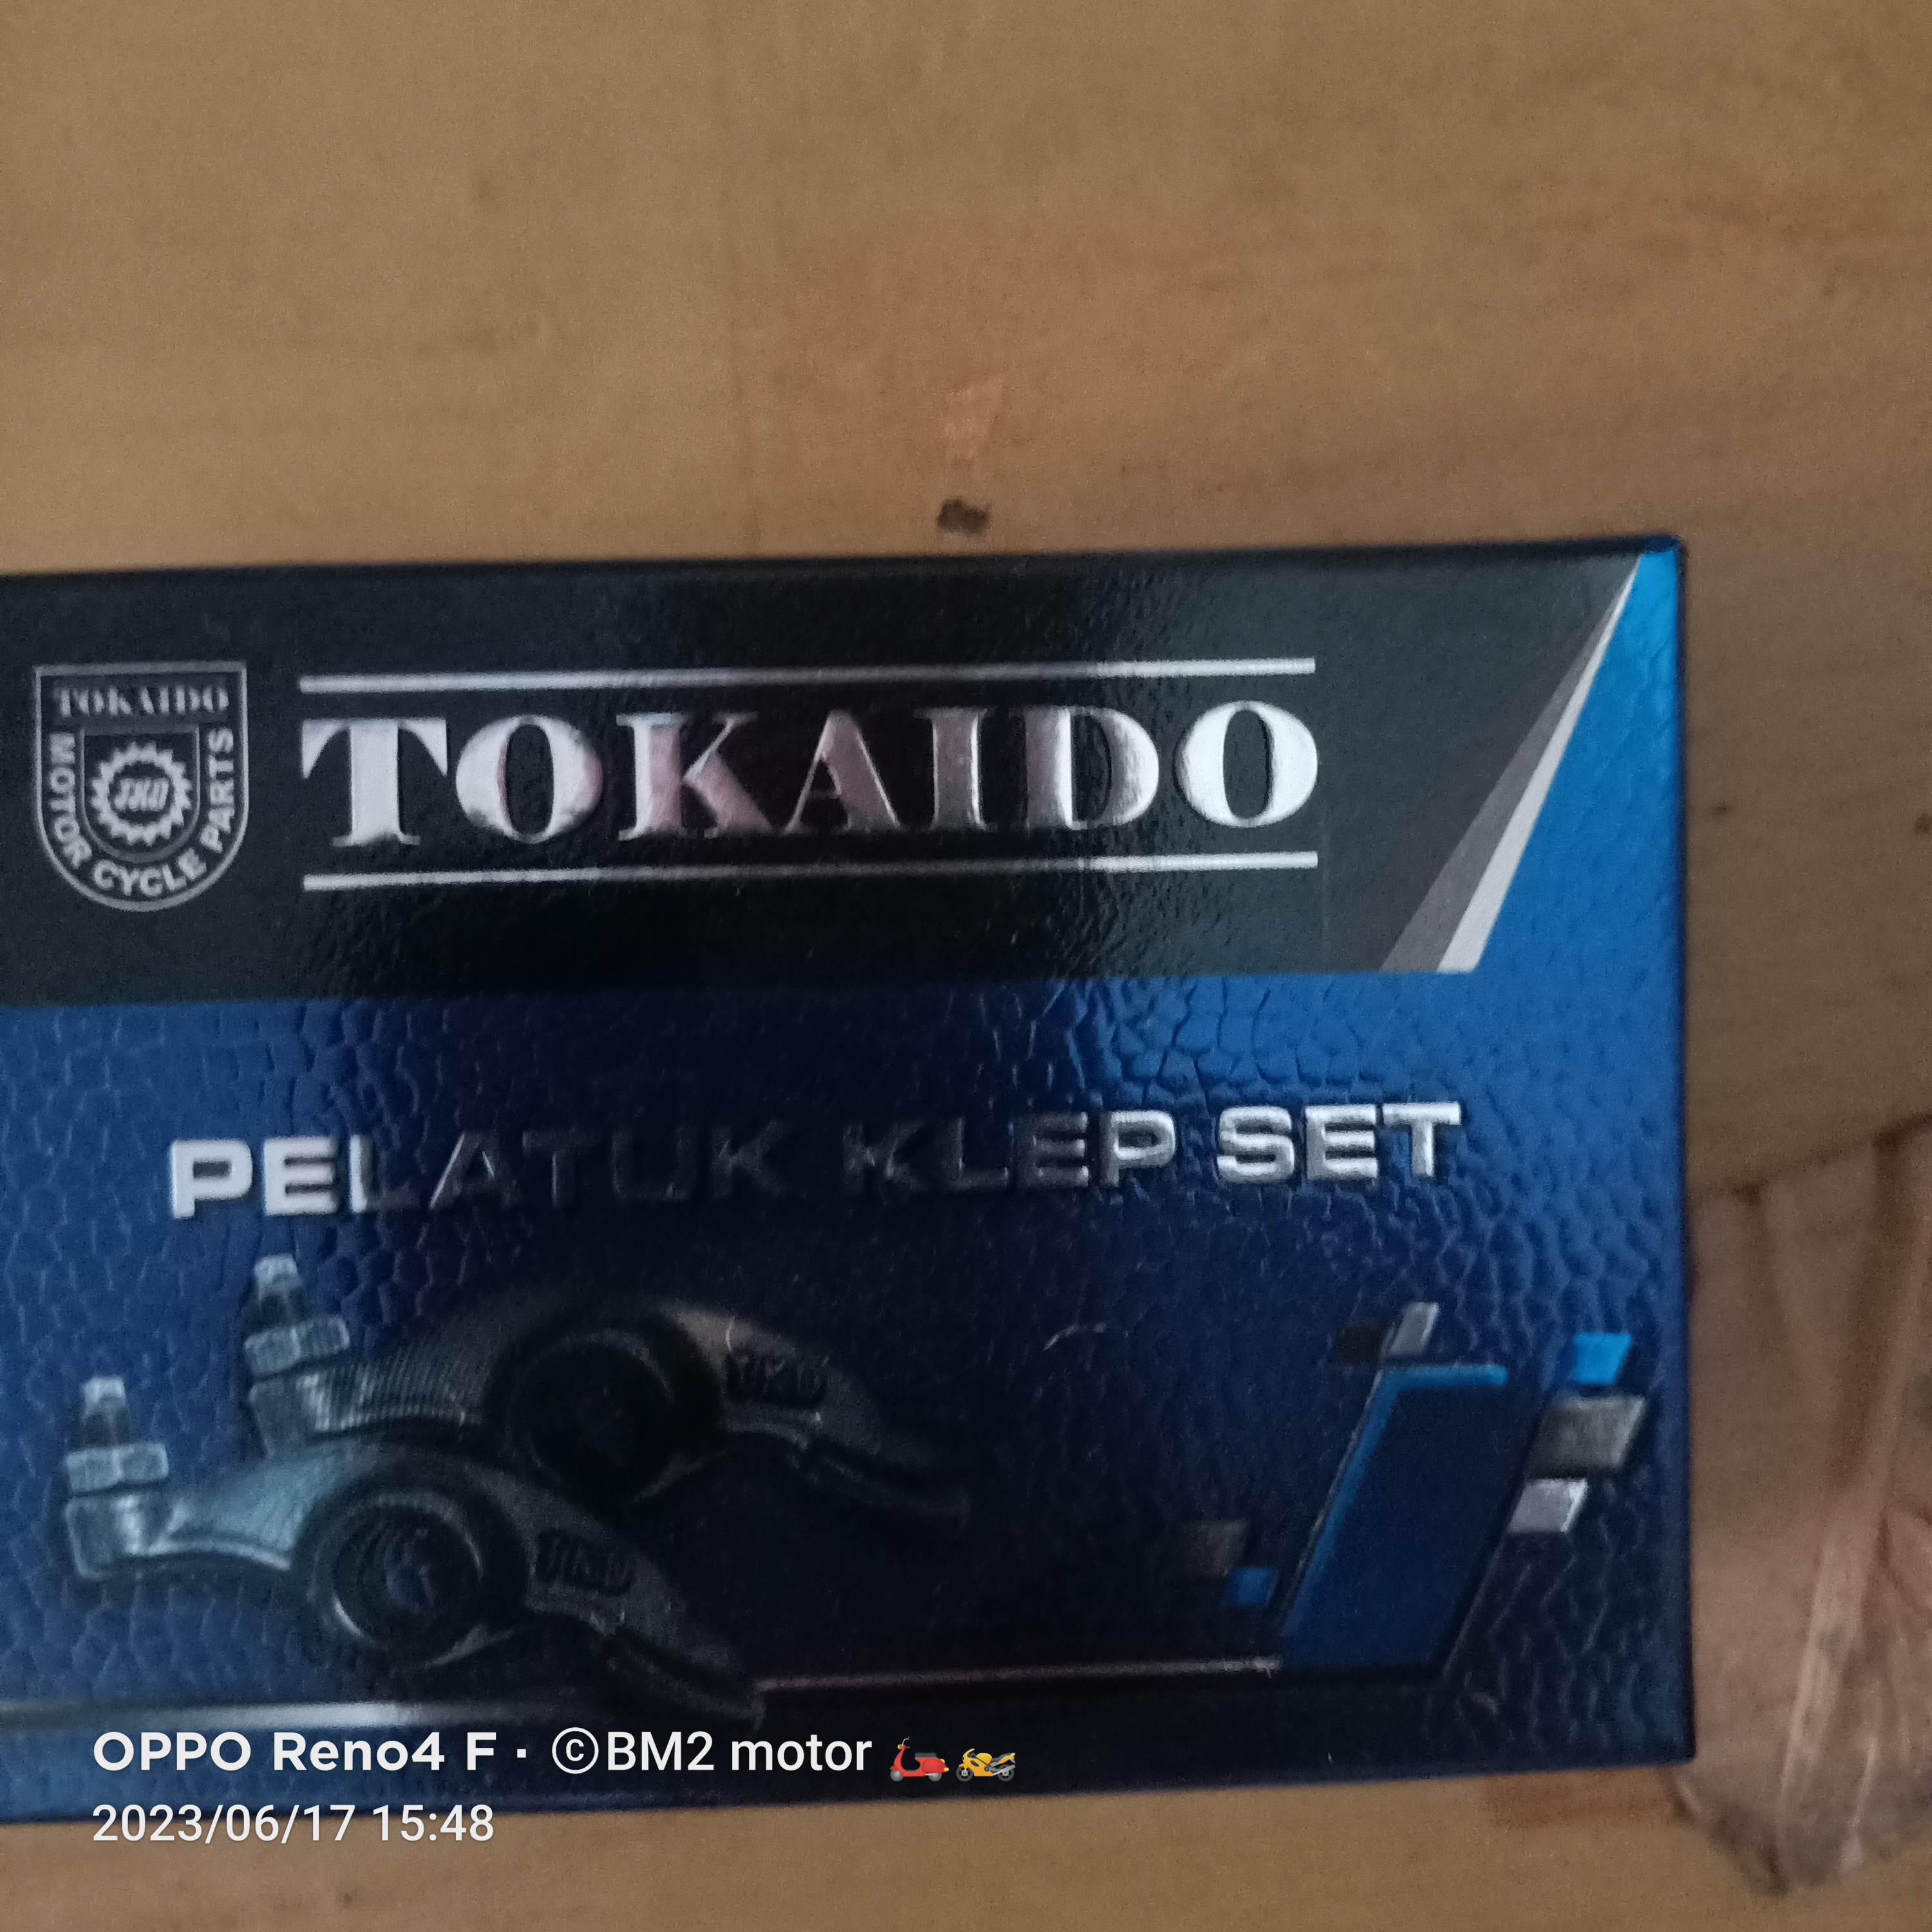 TOKAIDO
MOTOR CYCLE PARTS
TOKAIDO
PELATUK KLEP SET
OPPO Reno4 F · ©BM2 motor 🛵🏍️
2023/06/17 15:48